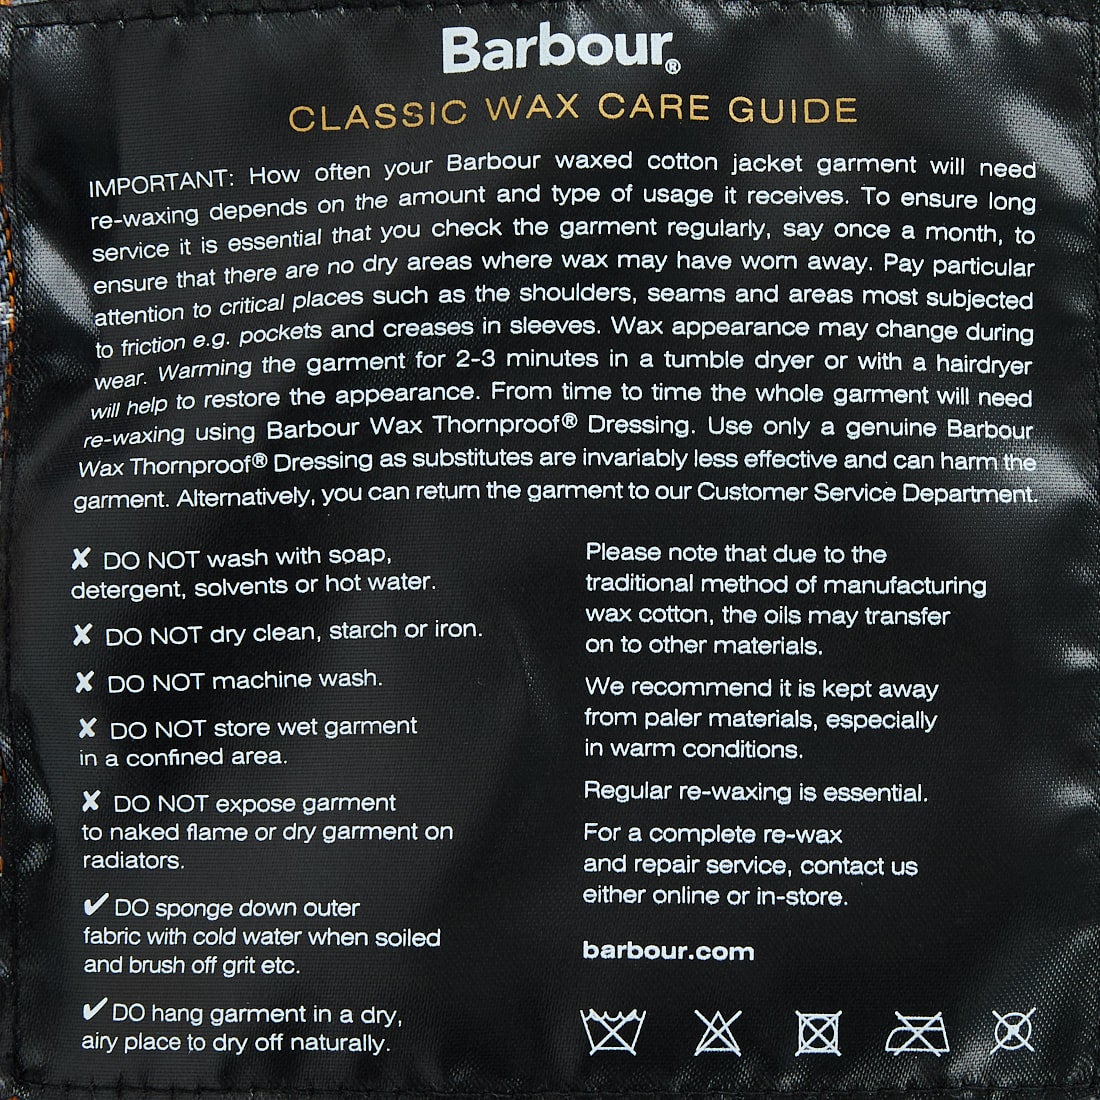 Barbour®
CLASSIC WAX CARE GUIDE
IMPORTANT: How often your Barbour waxed cotton jacket garment will need
re-waxing depends on the amount and type of usage it receives. To ensure long
service it is essential that you check the garment regularly, say once a month, to
ensure that there are no dry areas where wax may have worn away. Pay particular
attention to critical places such as the shoulders, seams and areas most subjected
to friction e.g. pockets and creases in sleeves. Wax appearance may change during
wear. Warming the garment for 2-3 minutes in a tumble dryer or with a hairdryer
will help to restore the appearance. From time to time the whole garment will need
re-waxing using Barbour Wax Thornproof® Dressing. Use only a genuine Barbour
Wax Thornproof® Dressing as substitutes are invariably less effective and can harm the
garment. Alternatively, you can return the garment to our Customer Service Department.
✘ DO NOT wash with soap,
detergent, solvents or hot water.
✘ DO NOT dry clean, starch or iron.
✘ DO NOT machine wash.
✘ DO NOT store wet garment
in a confined area.
✘ DO NOT expose garment
to naked flame or dry garment on
radiators.
✔ DO sponge down outer
fabric with cold water when soiled
and brush off grit etc.
✔ DO hang garment in a dry,
airy place to dry off naturally.
Please note that due to the
traditional method of manufacturing
wax cotton, the oils may transfer
on to other materials.
We recommend it is kept away
from paler materials, especially
in warm conditions.
Regular re-waxing is essential.
For a complete re-wax
and repair service, contact us
either online or in-store.
barbour.com